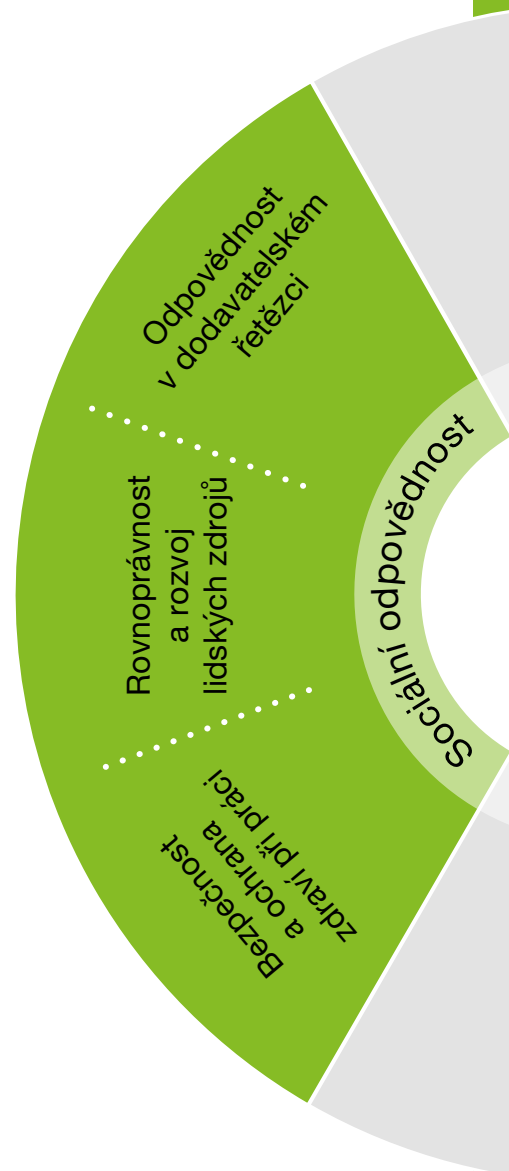 Odpovědnost
v dodavatelském
řetězci
Rovnoprávnost
a rozvoj
lidských zdrojů
Bezpečnost
a ochrana
zdraví při práci
Sociální odpovědnost